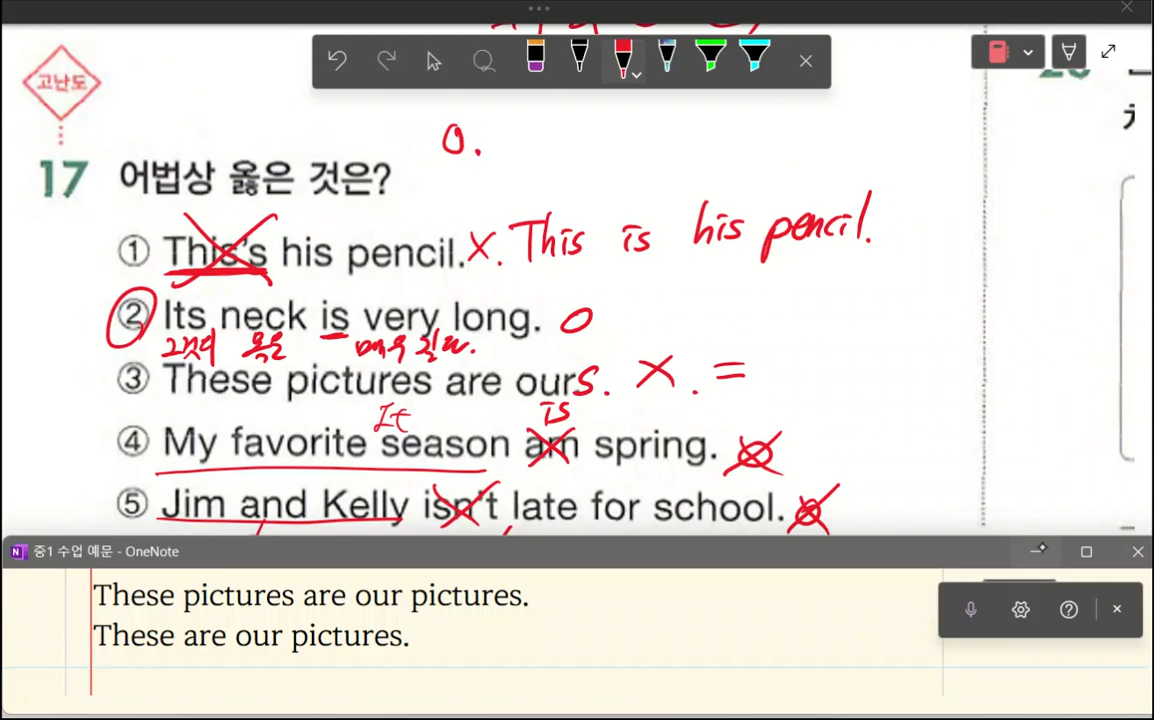 고난도
O.
17 어법상 옳은 것은?
① This's his pencil. X. This is his pencil.
② Its neck is very long. O
그것의 목은 매우 길다.
③ These pictures are ours. X. =
It is
④ My favorite season am spring.
⑤ Jim and Kelly isn't late for school.
중1 수업 예문 - OneNote
These pictures are our pictures.
These are our pictures.